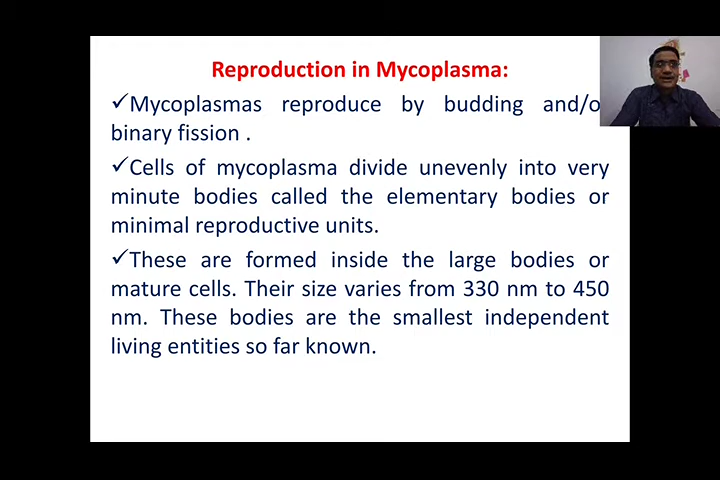 Reproduction in Mycoplasma:
✓Mycoplasmas reproduce by budding and/o
binary fission .
✓Cells of mycoplasma divide unevenly into very
minute bodies called the elementary bodies or
minimal reproductive units.
✓These are formed inside the large bodies or
mature cells. Their size varies from 330 nm to 450
nm. These bodies are the smallest independent
living entities so far known.